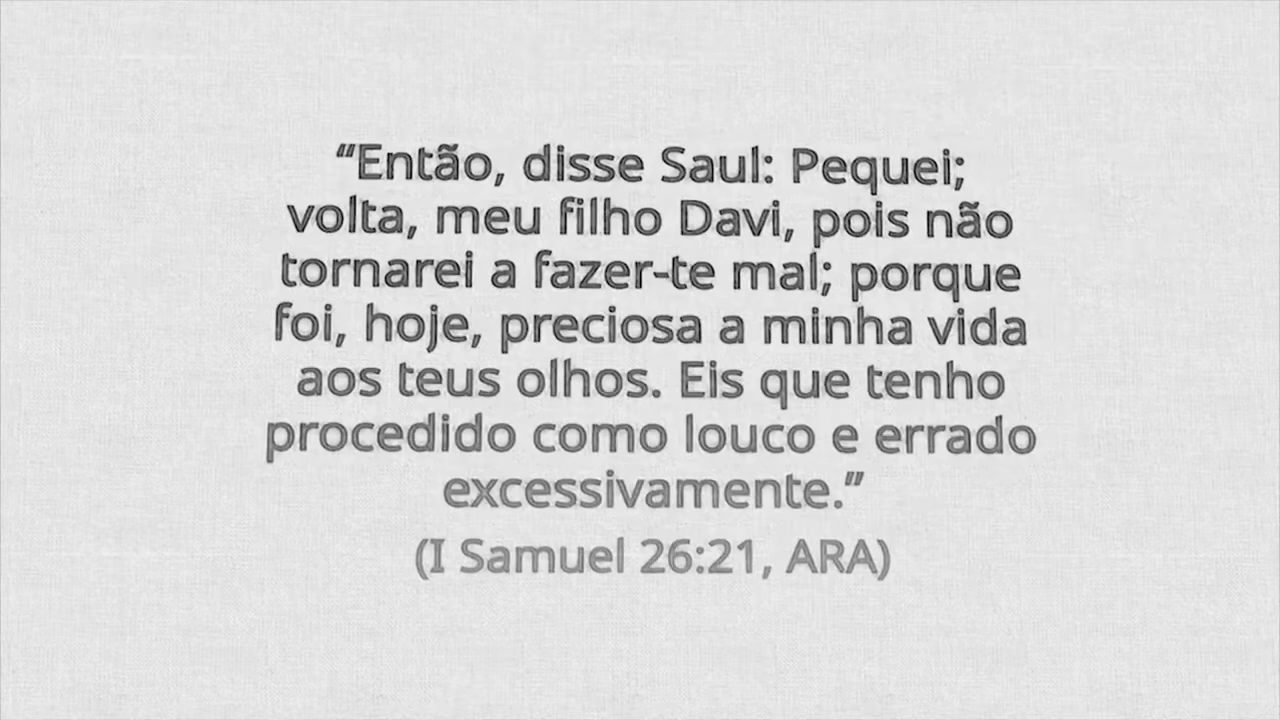 “Então, disse Saul: Pequei;
volta, meu filho Davi, pois não
tornarei a fazer-te mal; porque
foi, hoje, preciosa a minha vida
aos teus olhos. Eis que tenho
procedido como louco e errado
excessivamente.”
(I Samuel 26:21, ARA)